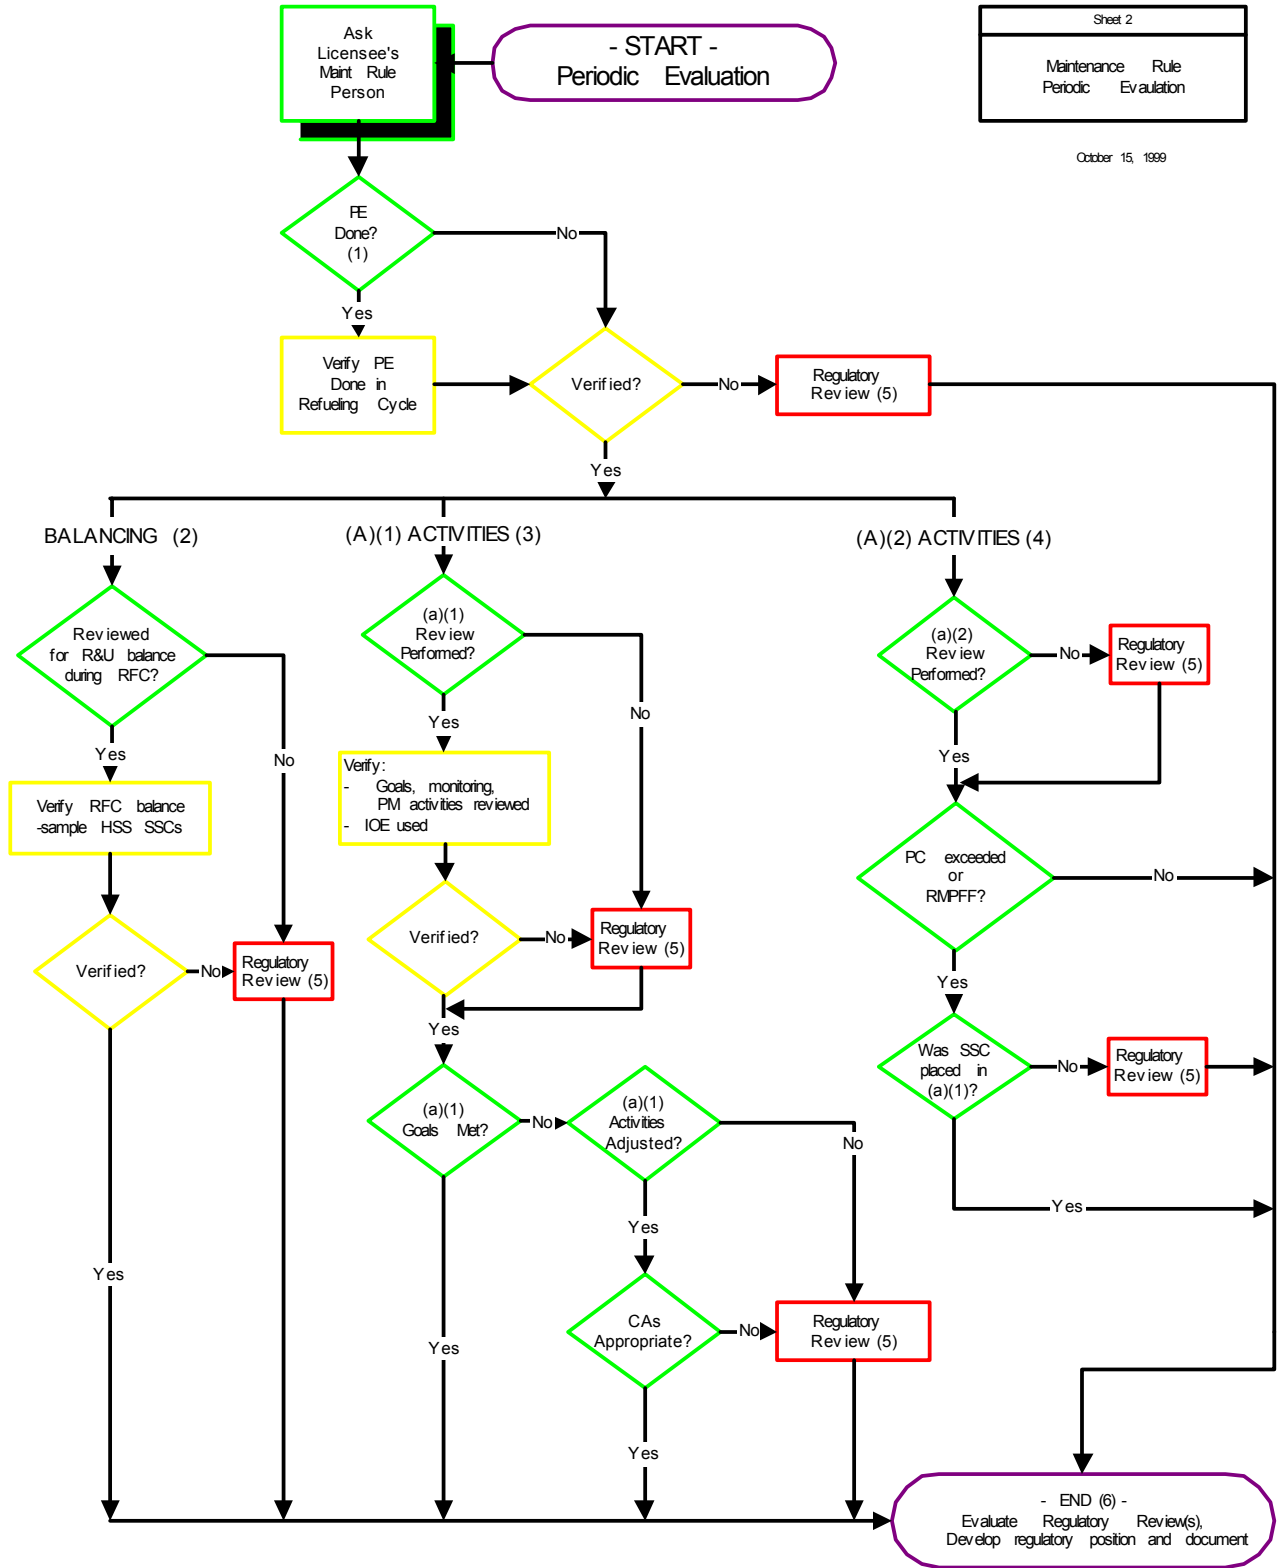 Ask
Licensee's
Maint Rule
Person
- START -
Periodic Evaluation
Sheet 2
Maintenance Rule
Periodic Evaulation
October 15, 1999
PE
Done?
(1)
No
Yes
Verify PE
Done in
Refueling Cycle
Verified?
No
Regulatory
Review (5)
Yes
BALANCING (2)
(A)(1) ACTIVITIES (3)
(A)(2) ACTIVITIES (4)
Reviewed
for R&U balance
during RFC?
Yes
No
Verify RFC balance
-sample HSS SSCs
Verified?
No
Regulatory
Review (5)
Yes
(a)(1)
Review
Performed?
Yes
No
Verify:
- Goals, monitoring,
PM activities reviewed
- IOE used
Verified?
No
Regulatory
Review (5)
Yes
(a)(1)
Goals Met?
No
(a)(1)
Activities
Adjusted?
No
Yes
Yes
CAs
Appropriate?
No
Regulatory
Review (5)
Yes
(a)(2)
Review
Performed?
No
Regulatory
Review (5)
Yes
PC exceeded
or
RMPFF?
No
Yes
Was SSC
placed in
(a)(1)?
No
Regulatory
Review (5)
Yes
- END (6) -
Evaluate Regulatory Review(s),
Develop regulatory position and document